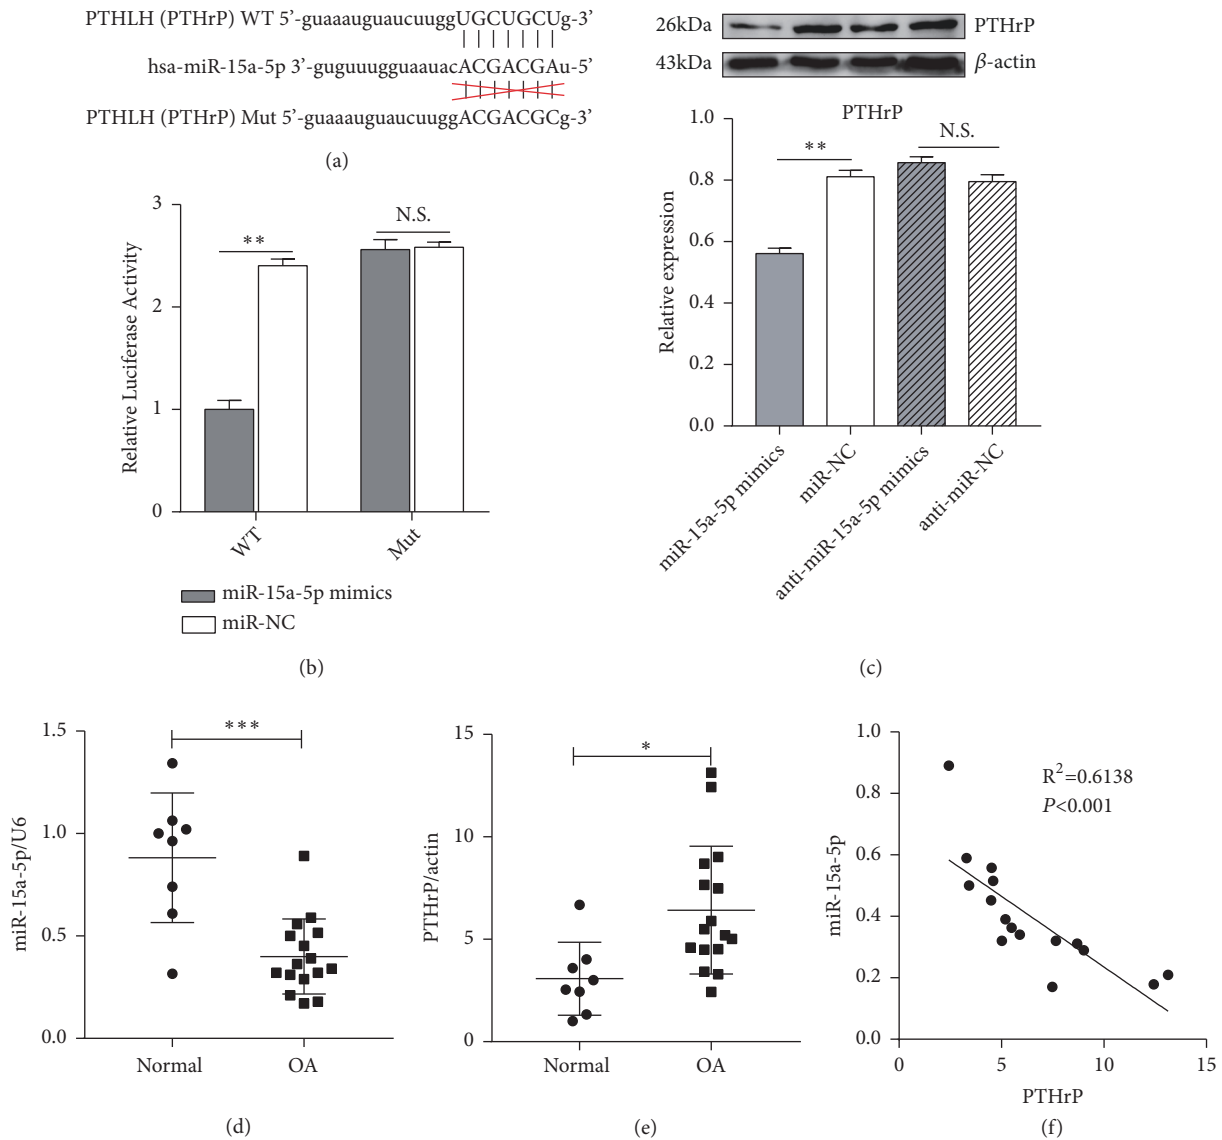 PTHLH (PTHrP) WT 5’-guaaauguaucuuggUGCUGCUg-3’
hsa-miR-15a-5p 3’-guguuugguaauacACGACGAu-5’
PTHLH (PTHrP) Mut 5’-guaaauguaucuuggACGACGCg-3’
(a)
3
2
1
0
Relative Luciferase Activity
**
N.S.
WT
Mut
miR-15a-5p mimics
miR-NC
(b)
26kDa
PTHrP
43kDa
β-actin
PTHrP
1.0
0.8
0.6
0.4
0.2
0.0
Relative expression
**
N.S.
miR-15a-5p mimics
miR-NC
anti-miR-15a-5p mimics
anti-miR-NC
(c)
1.5
1.0
0.5
0.0
miR-15a-5p/U6
***
Normal
OA
(d)
15
10
5
0
PTHrP/actin
*
Normal
OA
(e)
1.0
0.8
0.6
0.4
0.2
0.0
miR-15a-5p
R²=0.6138
P<0.001
0
5
10
15
PTHrP
(f)